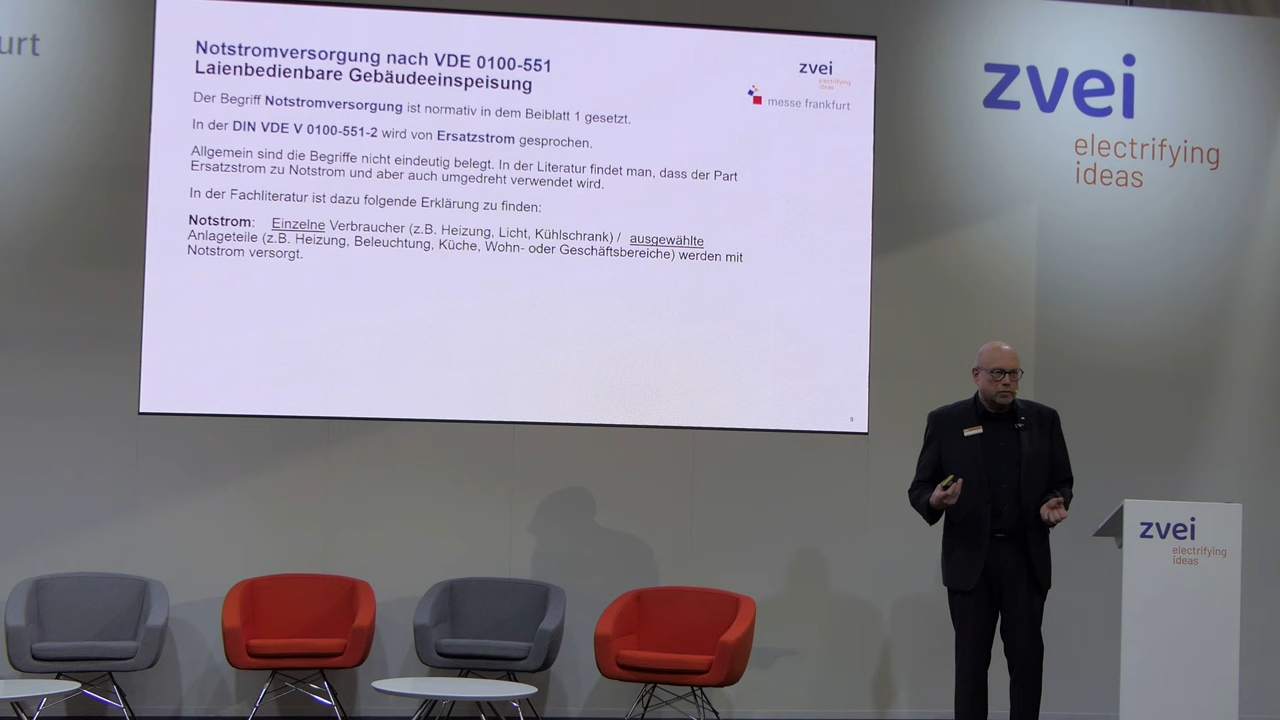 urt
Notstromversorgung nach VDE 0100-551
Laienbedienbare Gebäudeeinspeisung
zvei
electrifying
ideas
messe frankfurt
Der Begriff Notstromversorgung ist normativ in dem Beiblatt 1 gesetzt.
In der DIN VDE V 0100-551-2 wird von Ersatzstrom gesprochen.
Allgemein sind die Begriffe nicht eindeutig belegt. In der Literatur findet man, dass der Part
Ersatzstrom zu Notstrom und aber auch umgedreht verwendet wird.
In der Fachliteratur ist dazu folgende Erklärung zu finden:
Notstrom: Einzelne Verbraucher (z.B. Heizung, Licht, Kühlschrank) / ausgewählte
Anlageteile (z.B. Heizung, Beleuchtung, Küche, Wohn- oder Geschäftsbereiche) werden mit
Notstrom versorgt.
9
zvei
electrifying
ideas
zvei
electrifying
ideas